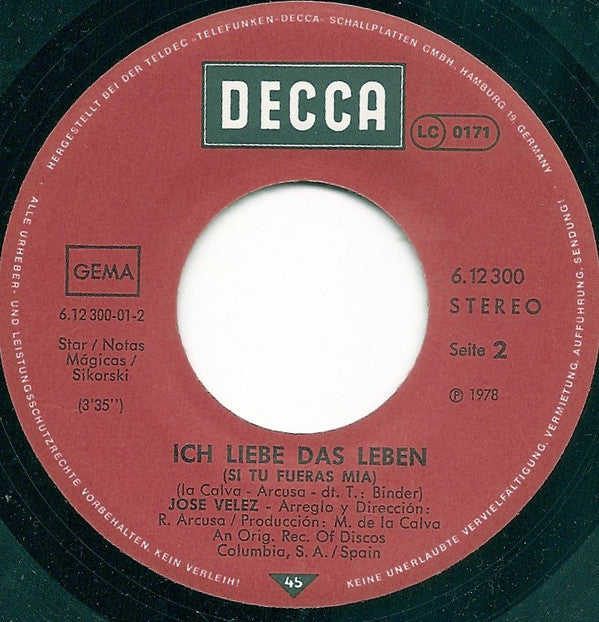 HERGESTELLT BEI DER TELDEC »TELEFUNKEN-DECCA« SCHALLPLATTEN GMBH, HAMBURG 19, GERMANY
DECCA
LC 0171
GEMA
6.12 300-01-2
Star / Notas
Mágicas /
Sikorski
(3'35'')
6.12 300
STEREO
Seite 2
Ⓟ 1978
ICH LIEBE DAS LEBEN
(SI TU FUERAS MIA)
(la Calva - Arcusa - dt. T.: Binder)
JOSE VELEZ - Arreglo y Dirección:
R. Arcusa / Producción: M. de la Calva
An Orig. Rec. Of Discos
Columbia, S. A./Spain
45
ALLE URHEBER- UND LEISTUNGSSCHUTZRECHTE VORBEHALTEN. KEIN VERLEIH!
KEINE UNERLAUBTE VERVIELFÄLTIGUNG, VERMIETUNG, AUFFÜHRUNG, SENDUNG!